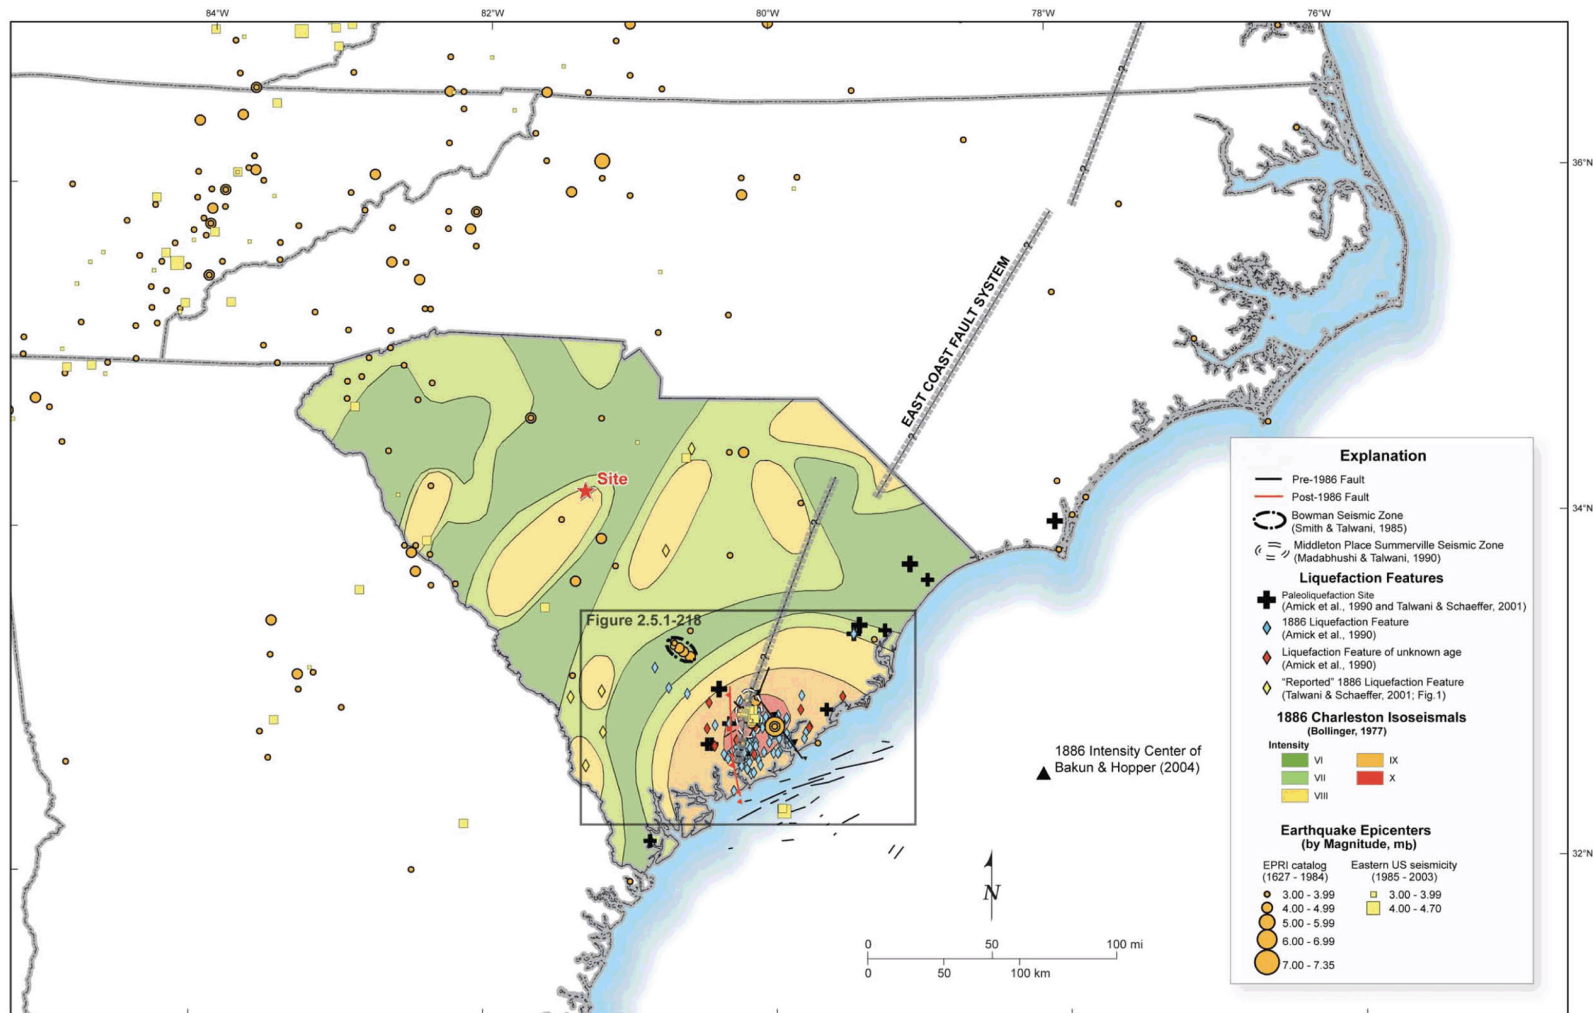 84°W
82°W
80°W
78°W
76°W
?
36°N
?
?
EAST COAST FAULT SYSTEM
?
Site
?
34°N
Figure 2.5.1-218
?
1886 Intensity Center of
Bakun & Hopper (2004)
32°N
N
0 50 100 mi
0 50 100 km
Explanation
Pre-1986 Fault
Post-1986 Fault
Bowman Seismic Zone
(Smith & Talwani, 1985)
Middleton Place Summerville Seismic Zone
(Madabhushi & Talwani, 1990)
Liquefaction Features
Paleoliquefaction Site
(Amick et al., 1990 and Talwani & Schaeffer, 2001)
1886 Liquefaction Feature
(Amick et al., 1990)
Liquefaction Feature of unknown age
(Amick et al., 1990)
“Reported” 1886 Liquefaction Feature
(Talwani & Schaeffer, 2001; Fig.1)
1886 Charleston Isoseismals
(Bollinger, 1977)
Intensity
VI IX
VII X
VIII
Earthquake Epicenters
(by Magnitude, mb)
EPRI catalog Eastern US seismicity
(1627 - 1984) (1985 - 2003)
3.00 - 3.99 3.00 - 3.99
4.00 - 4.99 4.00 - 4.70
5.00 - 5.99
6.00 - 6.99
7.00 - 7.35